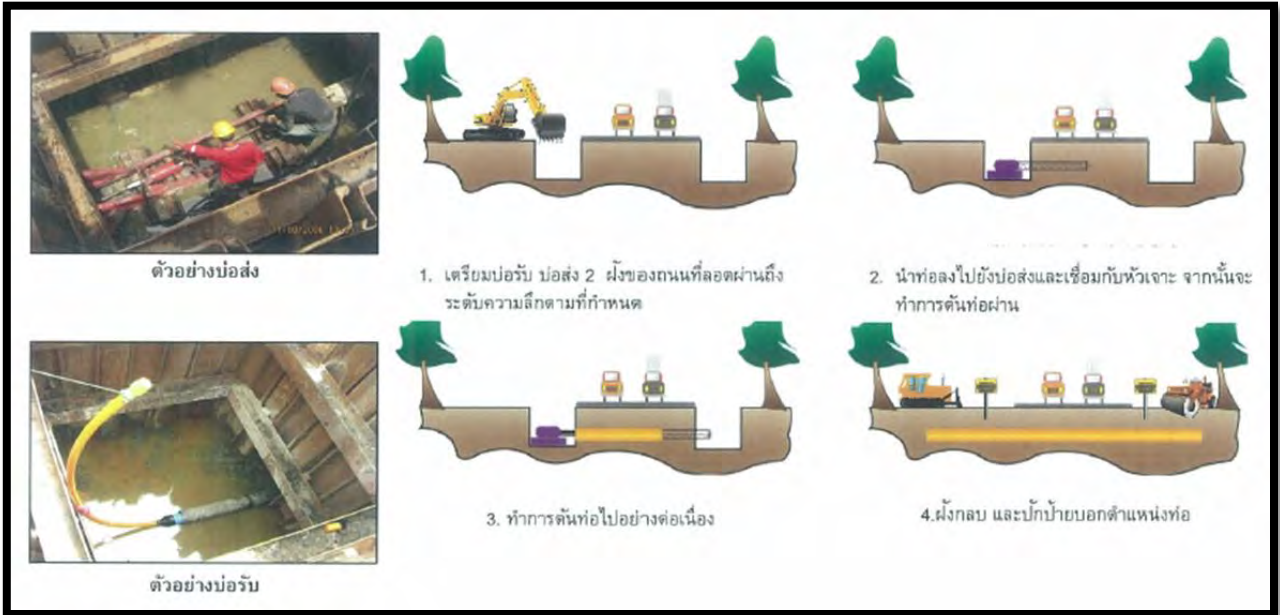 ตัวอย่างบ่อส่ง
1. เตรียมบ่อรับ บ่อส่ง 2 ฝั่งของถนนที่ลอดผ่านถึง
ระดับความลึกตามที่กำหนด
2. นำท่อลงไปยังบ่อส่งและเชื่อมกับหัวเจาะ จากนั้นจะ
ทำการดันท่อผ่าน
ตัวอย่างบ่อรับ
3. ทำการดันท่อไปอย่างต่อเนื่อง
4.ฝังกลบ และปักป้ายบอกตำแหน่งท่อ